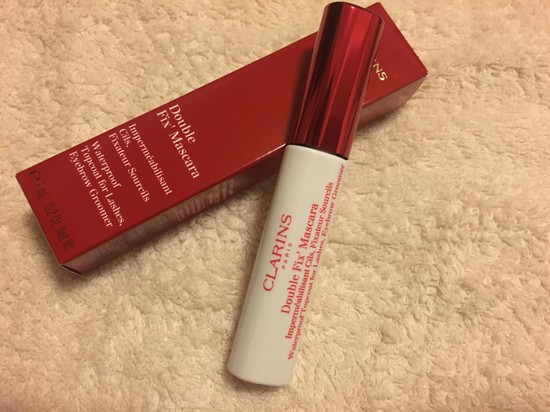 Double
Fix' Mascara
Imperméabilisant
Cils,
Fixateur Sourcils
Waterproof
Topcoat for Lashes,
Eyebrow Groomer
CLARINS
PARIS
Double Fix' Mascara
Imperméabilisant Cils, Fixateur Sourcils
Waterproof Topcoat for Lashes, Eyebrow Groomer